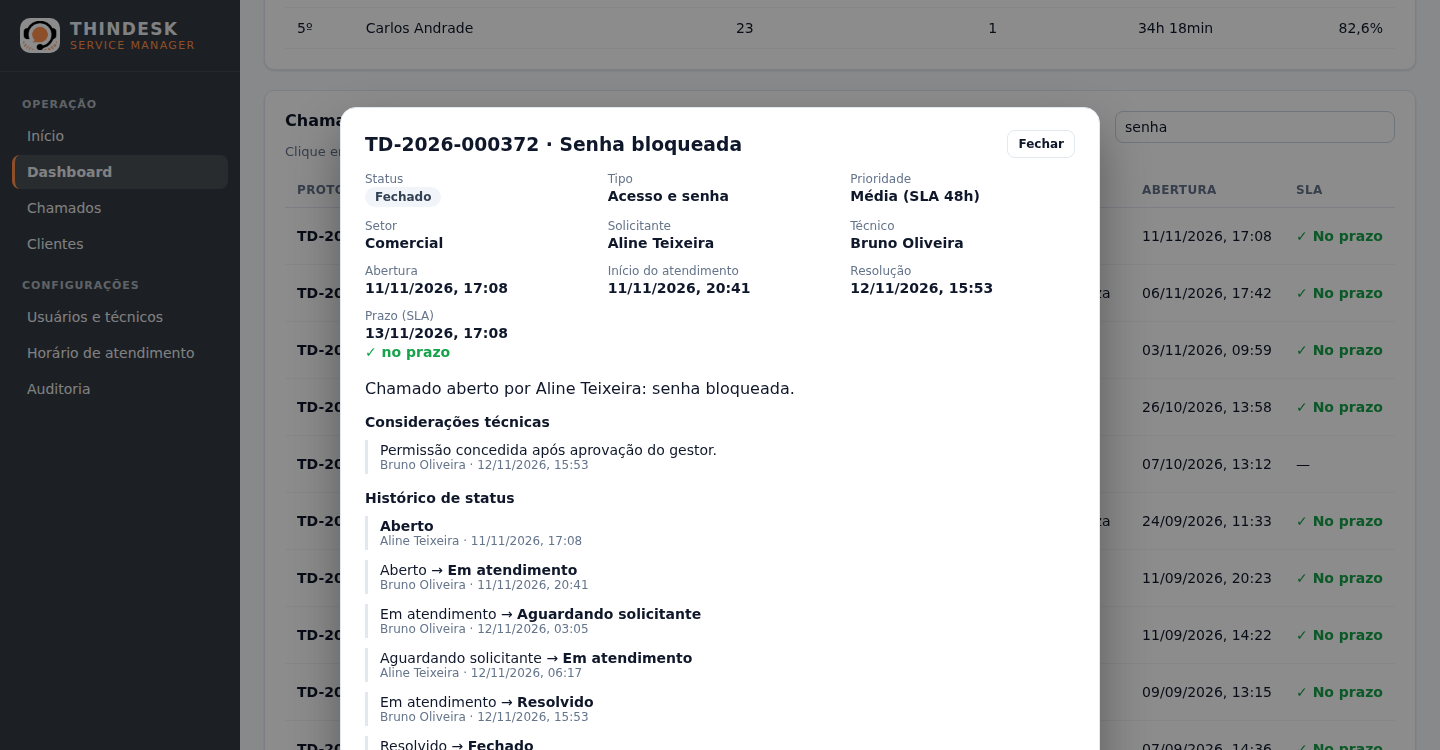 THINDESK
SERVICE MANAGER
OPERAÇÃO
Início
Dashboard
Chamados
Clientes
CONFIGURAÇÕES
Usuários e técnicos
Horário de atendimento
Auditoria
5º Carlos Andrade 23 1 34h 18min 82,6%
senha
ABERTURA SLA
11/11/2026, 17:08 ✓ No prazo
06/11/2026, 17:42 ✓ No prazo
03/11/2026, 09:59 ✓ No prazo
26/10/2026, 13:58 ✓ No prazo
07/10/2026, 13:12 —
24/09/2026, 11:33 ✓ No prazo
11/09/2026, 20:23 ✓ No prazo
11/09/2026, 14:22 ✓ No prazo
09/09/2026, 13:15 ✓ No prazo
07/09/2026, 14:36 ✓ No prazo
TD-2026-000372 · Senha bloqueada
Fechar
Status Tipo Prioridade
Fechado Acesso e senha Média (SLA 48h)
Setor Solicitante Técnico
Comercial Aline Teixeira Bruno Oliveira
Abertura Início do atendimento Resolução
11/11/2026, 17:08 11/11/2026, 20:41 12/11/2026, 15:53
Prazo (SLA)
13/11/2026, 17:08
✓ no prazo
Chamado aberto por Aline Teixeira: senha bloqueada.
Considerações técnicas
Permissão concedida após aprovação do gestor.
Bruno Oliveira · 12/11/2026, 15:53
Histórico de status
Aberto
Aline Teixeira · 11/11/2026, 17:08
Aberto → Em atendimento
Bruno Oliveira · 11/11/2026, 20:41
Em atendimento → Aguardando solicitante
Bruno Oliveira · 12/11/2026, 03:05
Aguardando solicitante → Em atendimento
Aline Teixeira · 12/11/2026, 06:17
Em atendimento → Resolvido
Bruno Oliveira · 12/11/2026, 15:53
Resolvido → Fechado